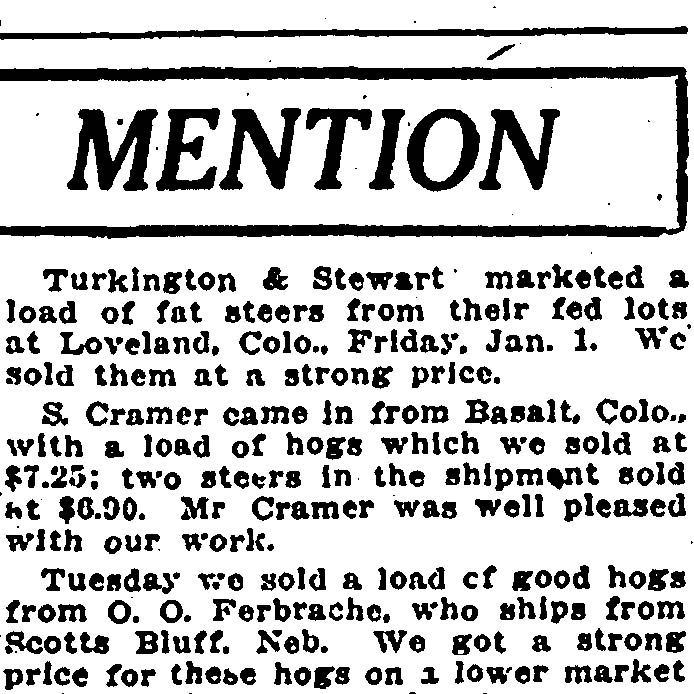 MENTION
Turkington & Stewart marketed a
load of fat steers from their fed lots
at Loveland, Colo., Friday, Jan. 1. We
sold them at a strong price.
S. Cramer came in from Basalt, Colo.,
with a load of hogs which we sold at
$7.25; two steers in the shipment sold
at $6.90. Mr Cramer was well pleased
with our work.
Tuesday we sold a load of good hogs
from O. O. Ferbrache, who ships from
Scotts Bluff, Neb. We got a strong
price for these hogs on a lower market